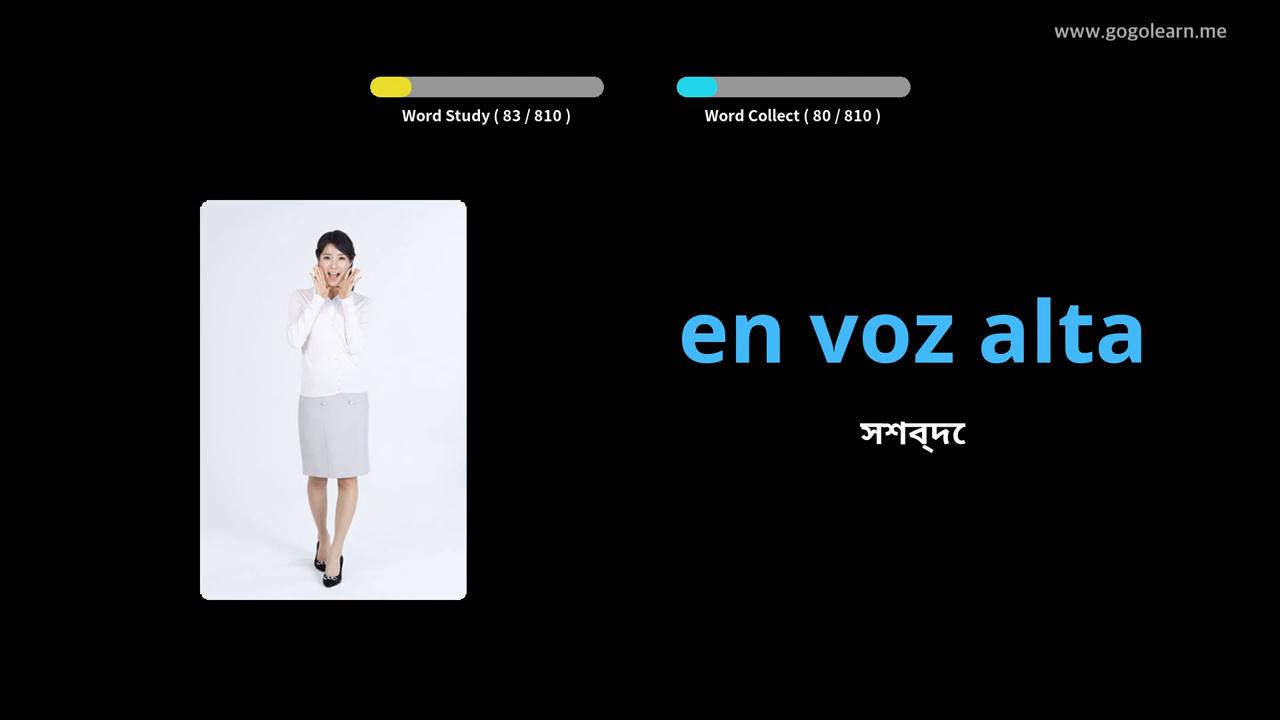 www.gogolearn.me
Word Study ( 83 / 810 )
Word Collect ( 80 / 810 )
en voz alta
সশব্দে